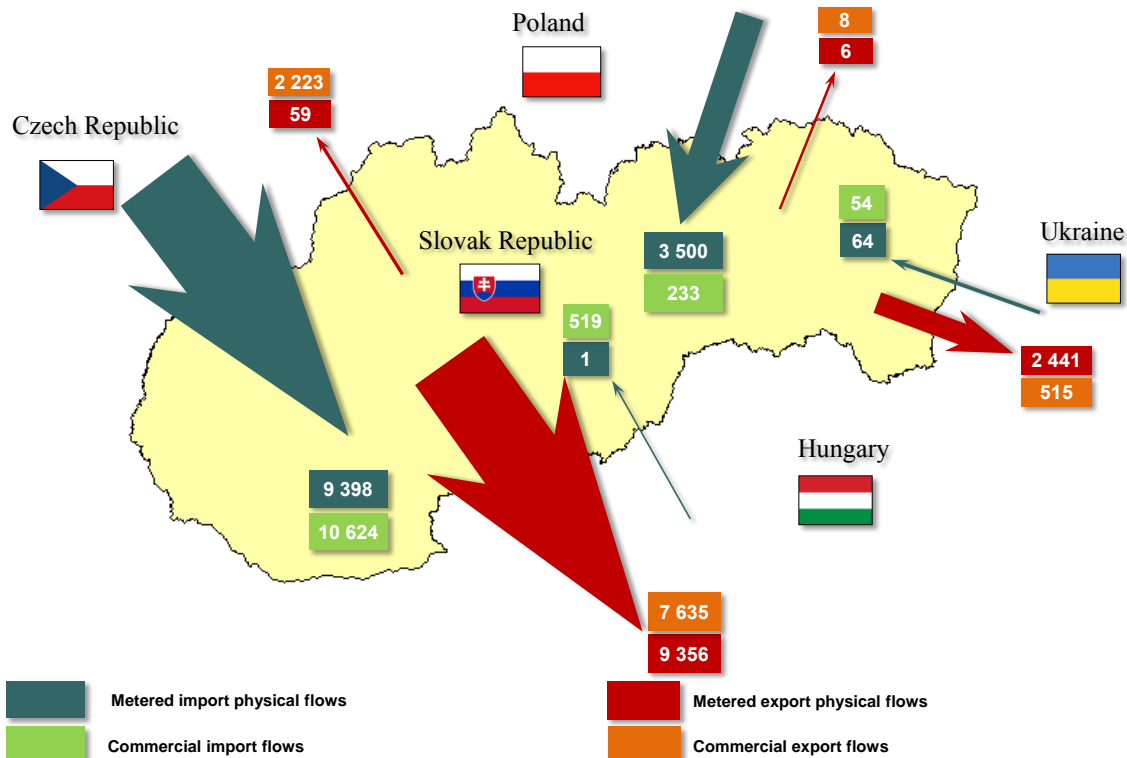 8
6
Poland
2 223
59
Czech Republic
54
64
Slovak Republic
3 500
233
Ukraine
519
1
2 441
515
Hungary
9 398
10 624
7 635
9 356
Metered import physical flows
Metered export physical flows
Commercial import flows
Commercial export flows